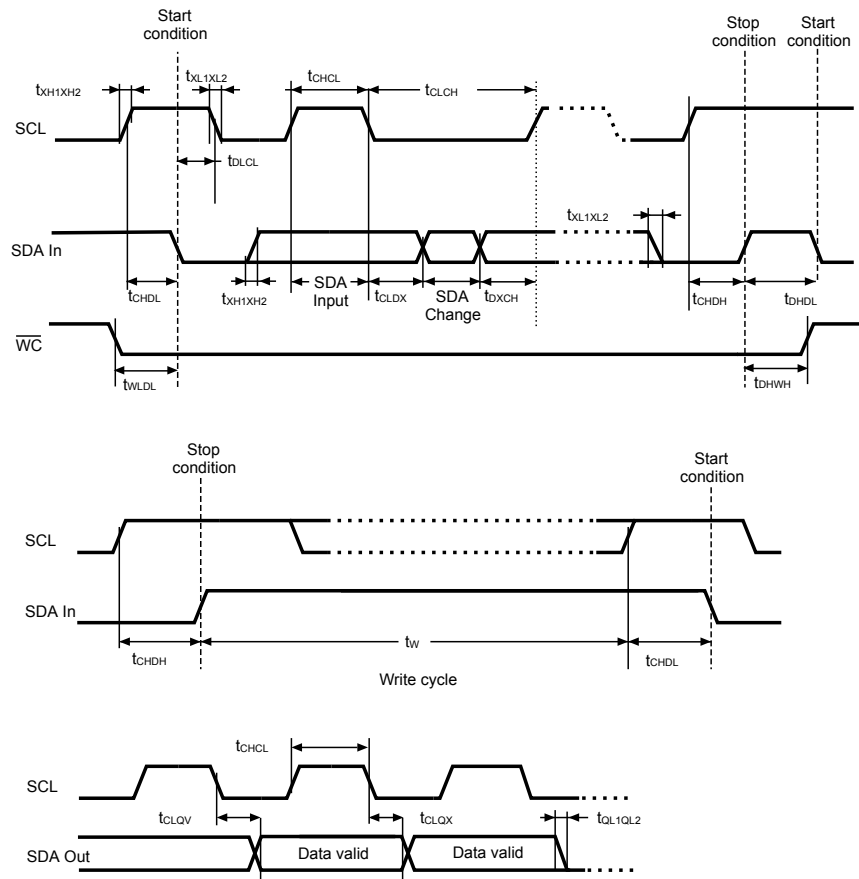 Start
condition
Stop
condition
Start
condition
tXH1XH2
tXL1XL2
tCHCL
tCLCH
SCL
tDLCL
tXL1XL2
SDA In
tCHDL
tXH1XH2
SDA
Input
tCLDX
SDA
Change
tDXCH
tCHDH
tDHDL
WC
tWLDL
tDHWH
Stop
condition
Start
condition
SCL
SDA In
tCHDH
tW
tCHDL
Write cycle
tCHCL
SCL
tCLQV
tCLQX
tQL1QL2
SDA Out
Data valid
Data valid